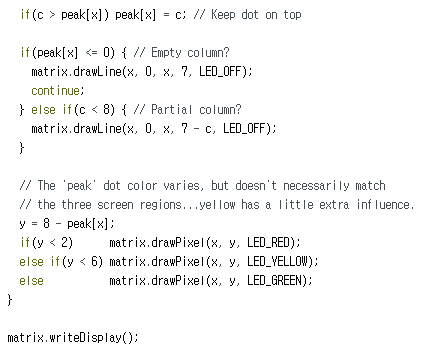 if(c > peak[x]) peak[x] = c; // Keep dot on top
if(peak[x] <= 0) { // Empty column?
matrix.drawLine(x, 0, x, 7, LED_OFF);
continue;
} else if(c < 8) { // Partial column?
matrix.drawLine(x, 0, x, 7 - c, LED_OFF);
}
// The 'peak' dot color varies, but doesn't necessarily match
// the three screen regions...yellow has a little extra influence.
y = 8 - peak[x];
if(y < 2) matrix.drawPixel(x, y, LED_RED);
else if(y < 6) matrix.drawPixel(x, y, LED_YELLOW);
else matrix.drawPixel(x, y, LED_GREEN);
}
matrix.writeDisplay();